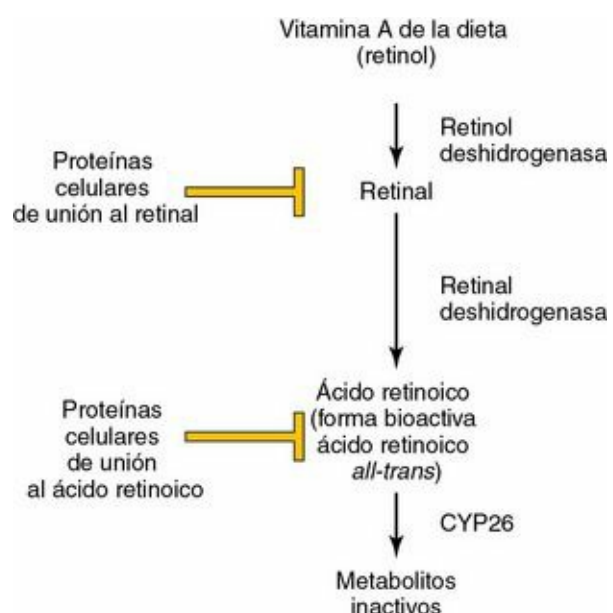 Vitamina A de la dieta
(retinol)
Retinol
deshidrogenasa
Proteínas
celulares
de unión al retinal
Retinal
Retinal
deshidrogenasa
Proteínas
celulares
de unión
al ácido retinoico
Ácido retinoico
(forma bioactiva
ácido retinoico
all-trans)
CYP26
Metabolitos
inactivos